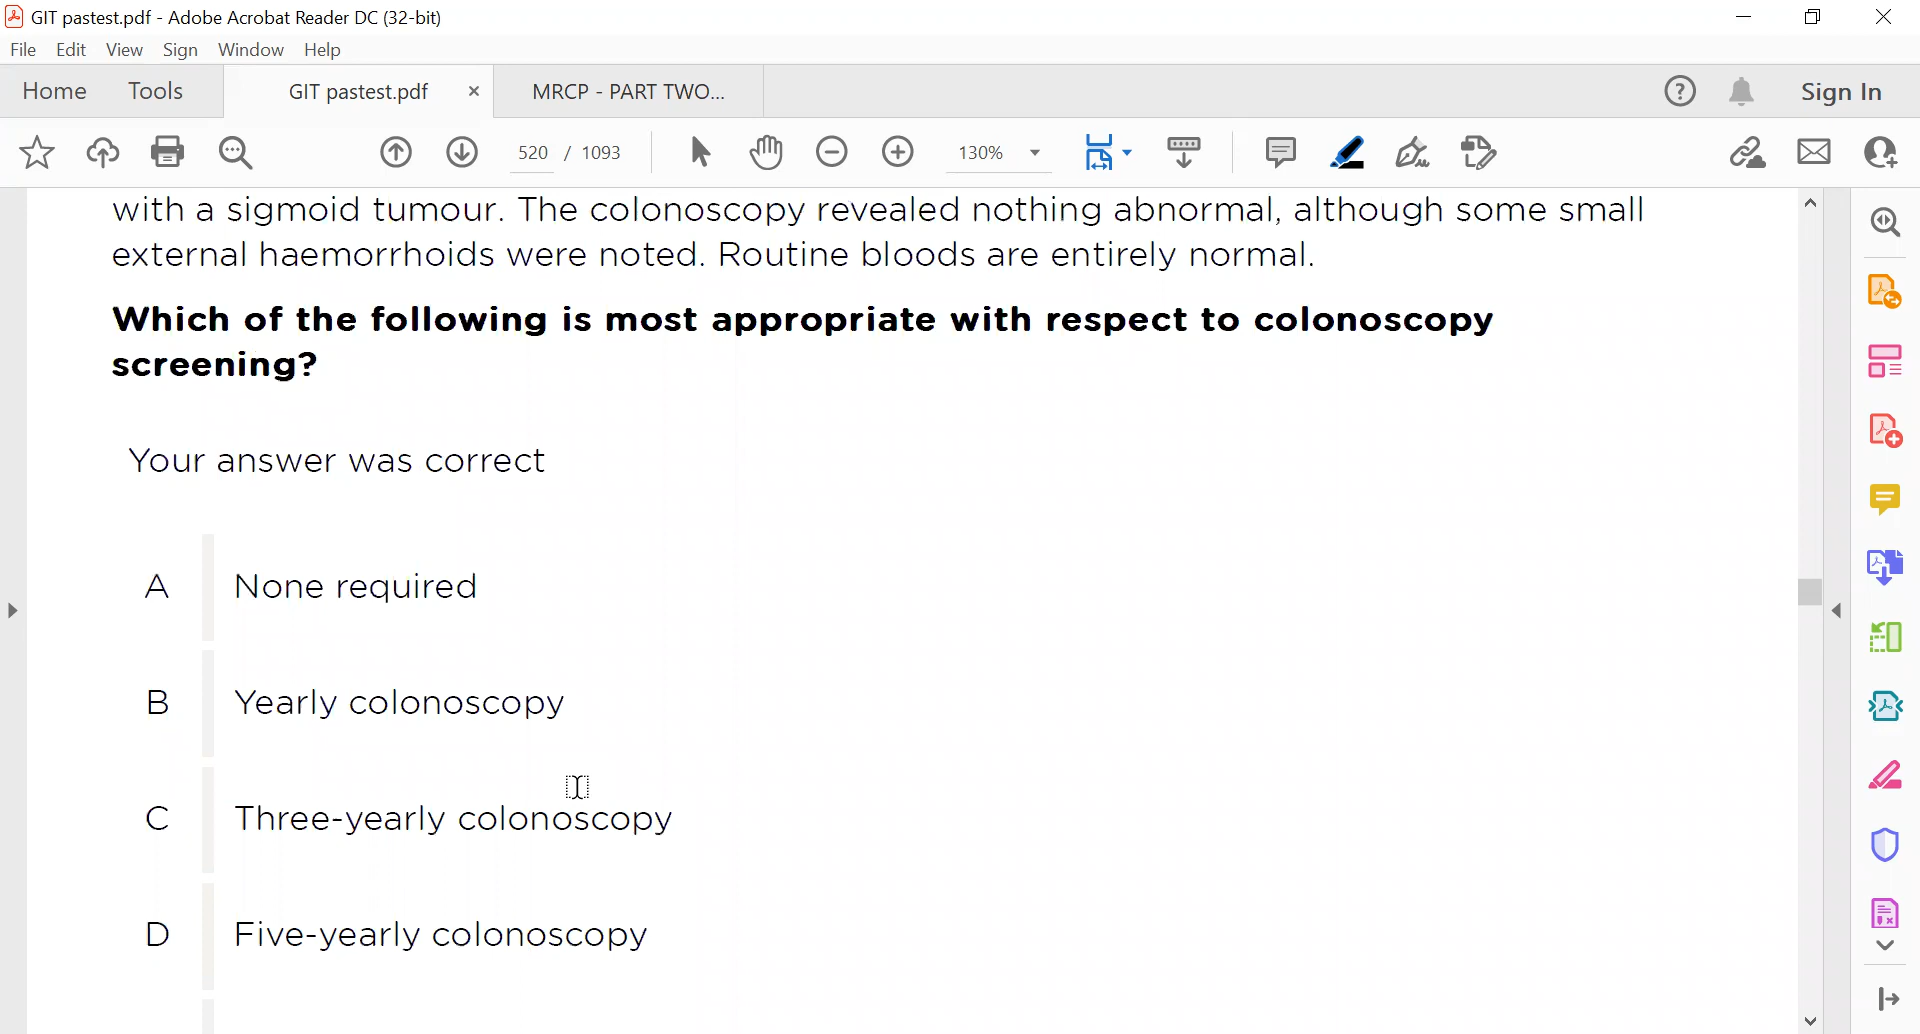 GIT pastest.pdf - Adobe Acrobat Reader DC (32-bit)
File Edit View Sign Window Help
Home Tools GIT pastest.pdf × MRCP - PART TWO... Sign In
520 / 1093 130%
with a sigmoid tumour. The colonoscopy revealed nothing abnormal, although some small
external haemorrhoids were noted. Routine bloods are entirely normal.
Which of the following is most appropriate with respect to colonoscopy
screening?
Your answer was correct
A None required
B Yearly colonoscopy
C Three-yearly colonoscopy
D Five-yearly colonoscopy